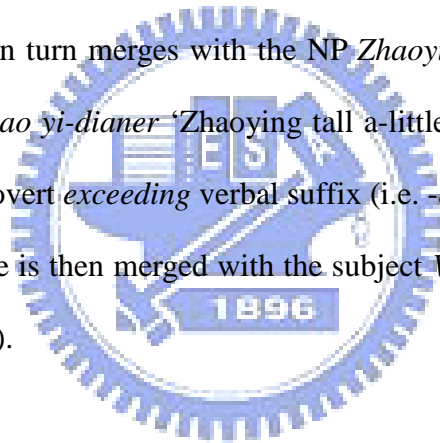 n turn merges with the NP Zhaoyi
ao yi-dianer ‘Zhaoying tall a-little
overt exceeding verbal suffix (i.e. -
E S A
e is then merged with the subject
1896
).